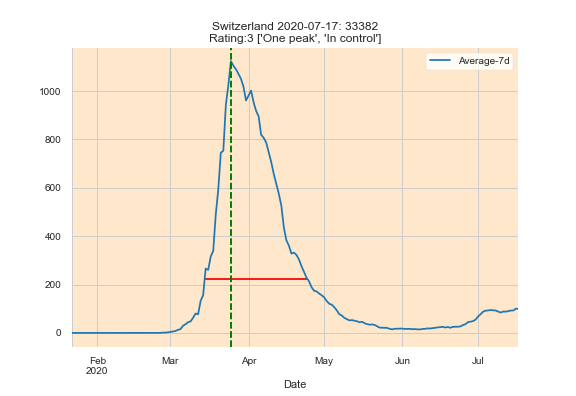 Switzerland 2020-07-17: 33382
Rating:3 ['One peak', 'In control']
Average-7d
1000
800
600
400
200
0
Feb
2020
Mar
Apr
May
Jun
Jul
Date